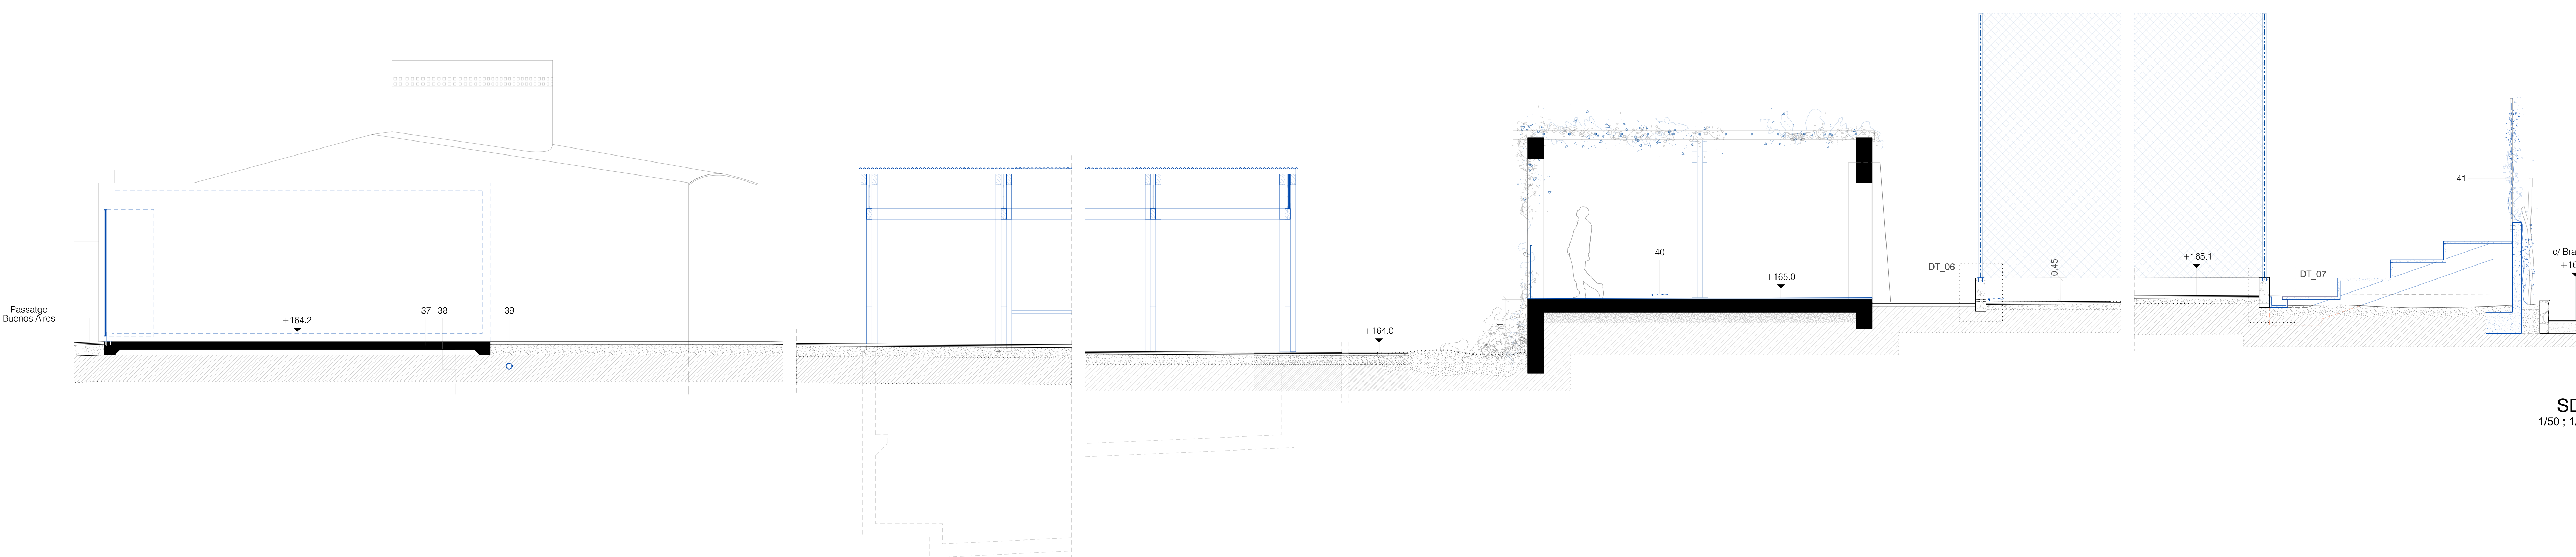 Passatge
Buenos Aires
+164.2
37
38
39
+164.0
40
+165.0
DT_06
0.45
+165.1
DT_07
41
c/ Bra
+16
SD
1/50 ; 1/